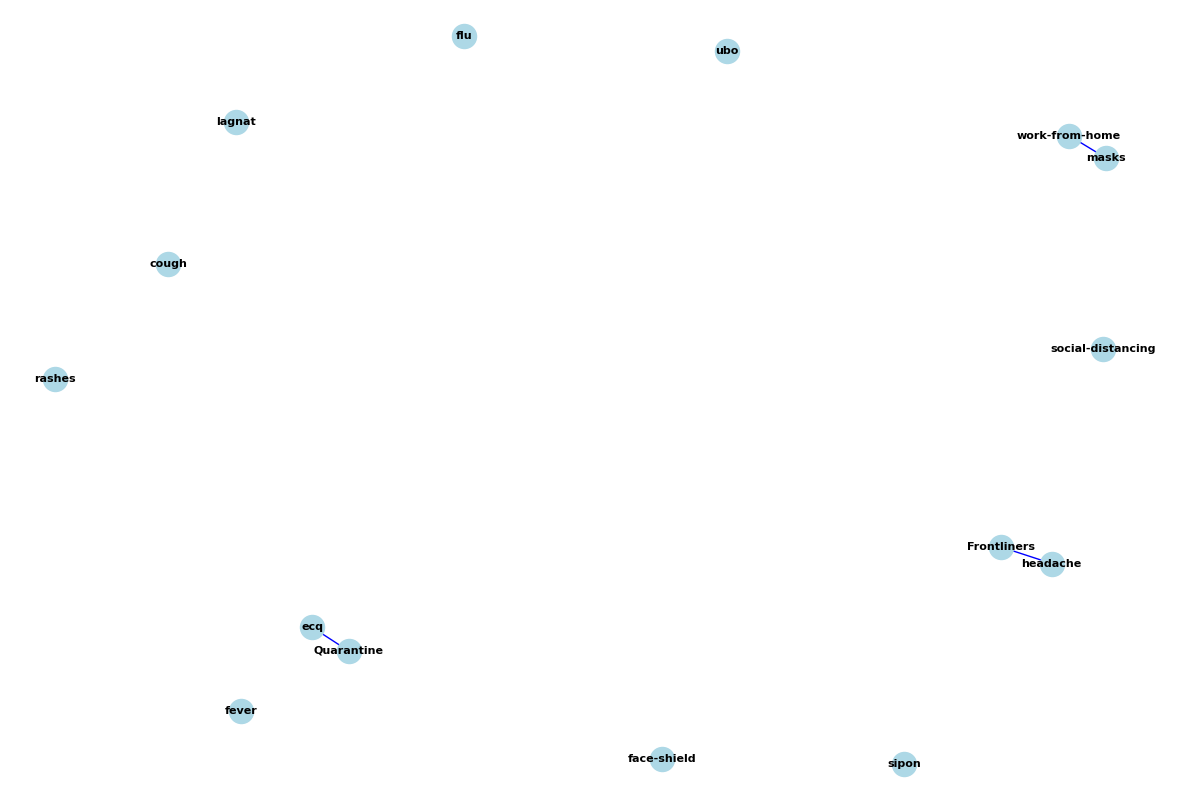 flu
ubo
lagnat
work-from-home
masks
cough
social-distancing
rashes
Frontliners
headache
ecq
Quarantine
fever
face-shield
sipon